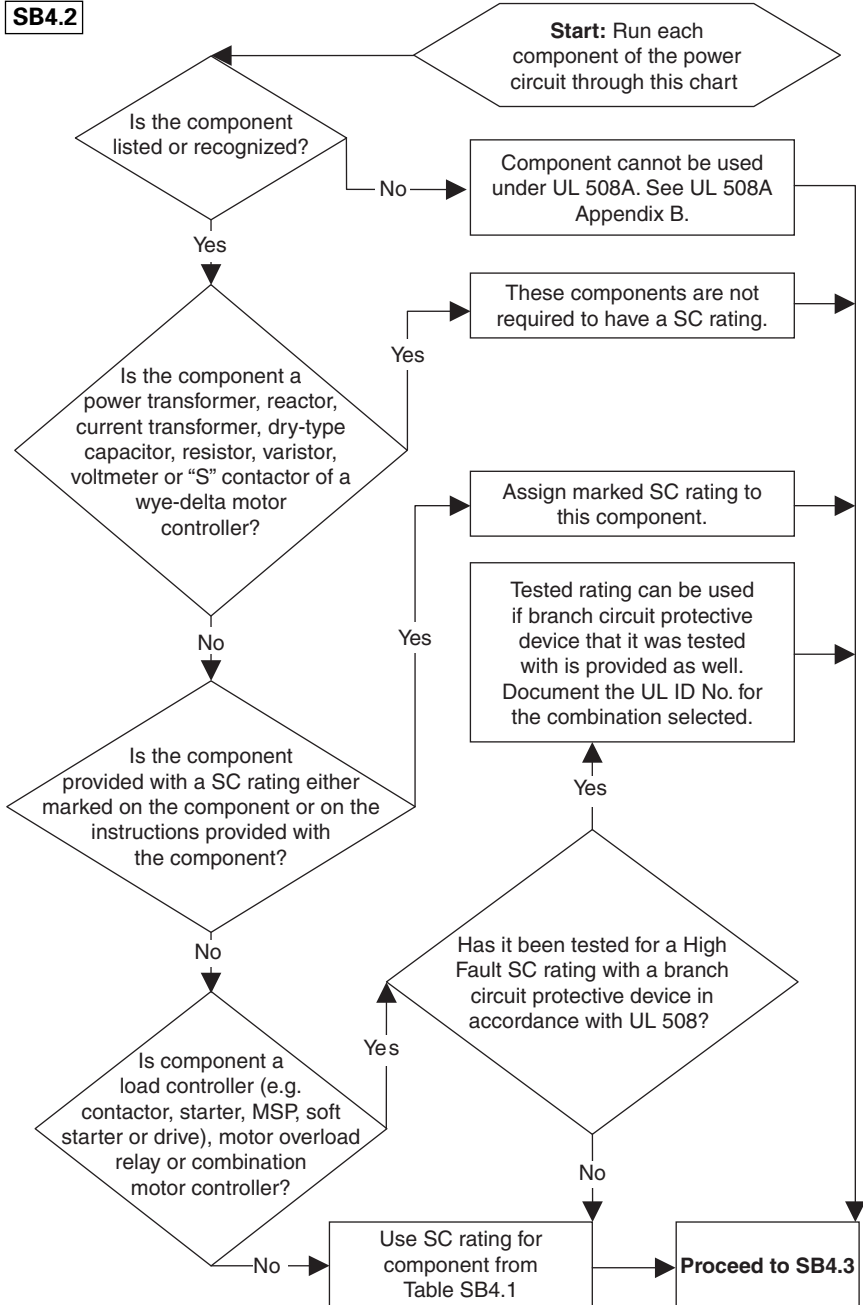 SB4.2
Start: Run each
component of the power
circuit through this chart
Is the component
listed or recognized?
No
Component cannot be used
under UL 508A. See UL 508A
Appendix B.
Yes
These components are not
required to have a SC rating.
Yes
Is the component a
power transformer, reactor,
current transformer, dry-type
capacitor, resistor, varistor,
voltmeter or “S” contactor of a
wye-delta motor
controller?
Assign marked SC rating to
this component.
Tested rating can be used
if branch circuit protective
device that it was tested
with is provided as well.
Document the UL ID No. for
the combination selected.
No
Yes
Is the component
provided with a SC rating either
marked on the component or on the
instructions provided with
the component?
Yes
Has it been tested for a High
Fault SC rating with a branch
circuit protective device in
accordance with UL 508?
No
Yes
Is component a
load controller (e.g.
contactor, starter, MSP, soft
starter or drive), motor overload
relay or combination
motor controller?
No
No
Use SC rating for
component from
Table SB4.1
Proceed to SB4.3